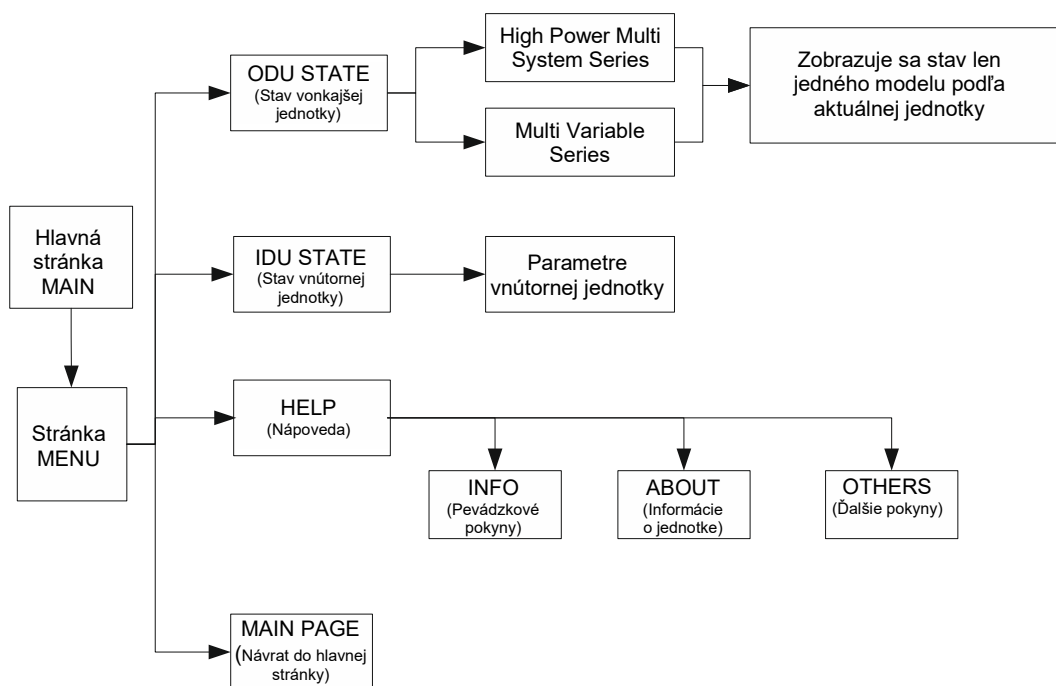 ODU STATE
(Stav vonkajšej
jednotky)
High Power Multi
System Series
Multi Variable
Series
Zobrazuje sa stav len
jedného modelu podľa
aktuálnej jednotky
Hlavná
stránka
MAIN
IDU STATE
(Stav vnútornej
jednotky)
Parametre
vnútornej jednotky
Stránka
MENU
HELP
(Nápoveda)
INFO
(Pevádzkové
pokyny)
ABOUT
(Informácie
o jednotke)
OTHERS
(Ďalšie pokyny)
MAIN PAGE
(Návrat do hlavnej
stránky)